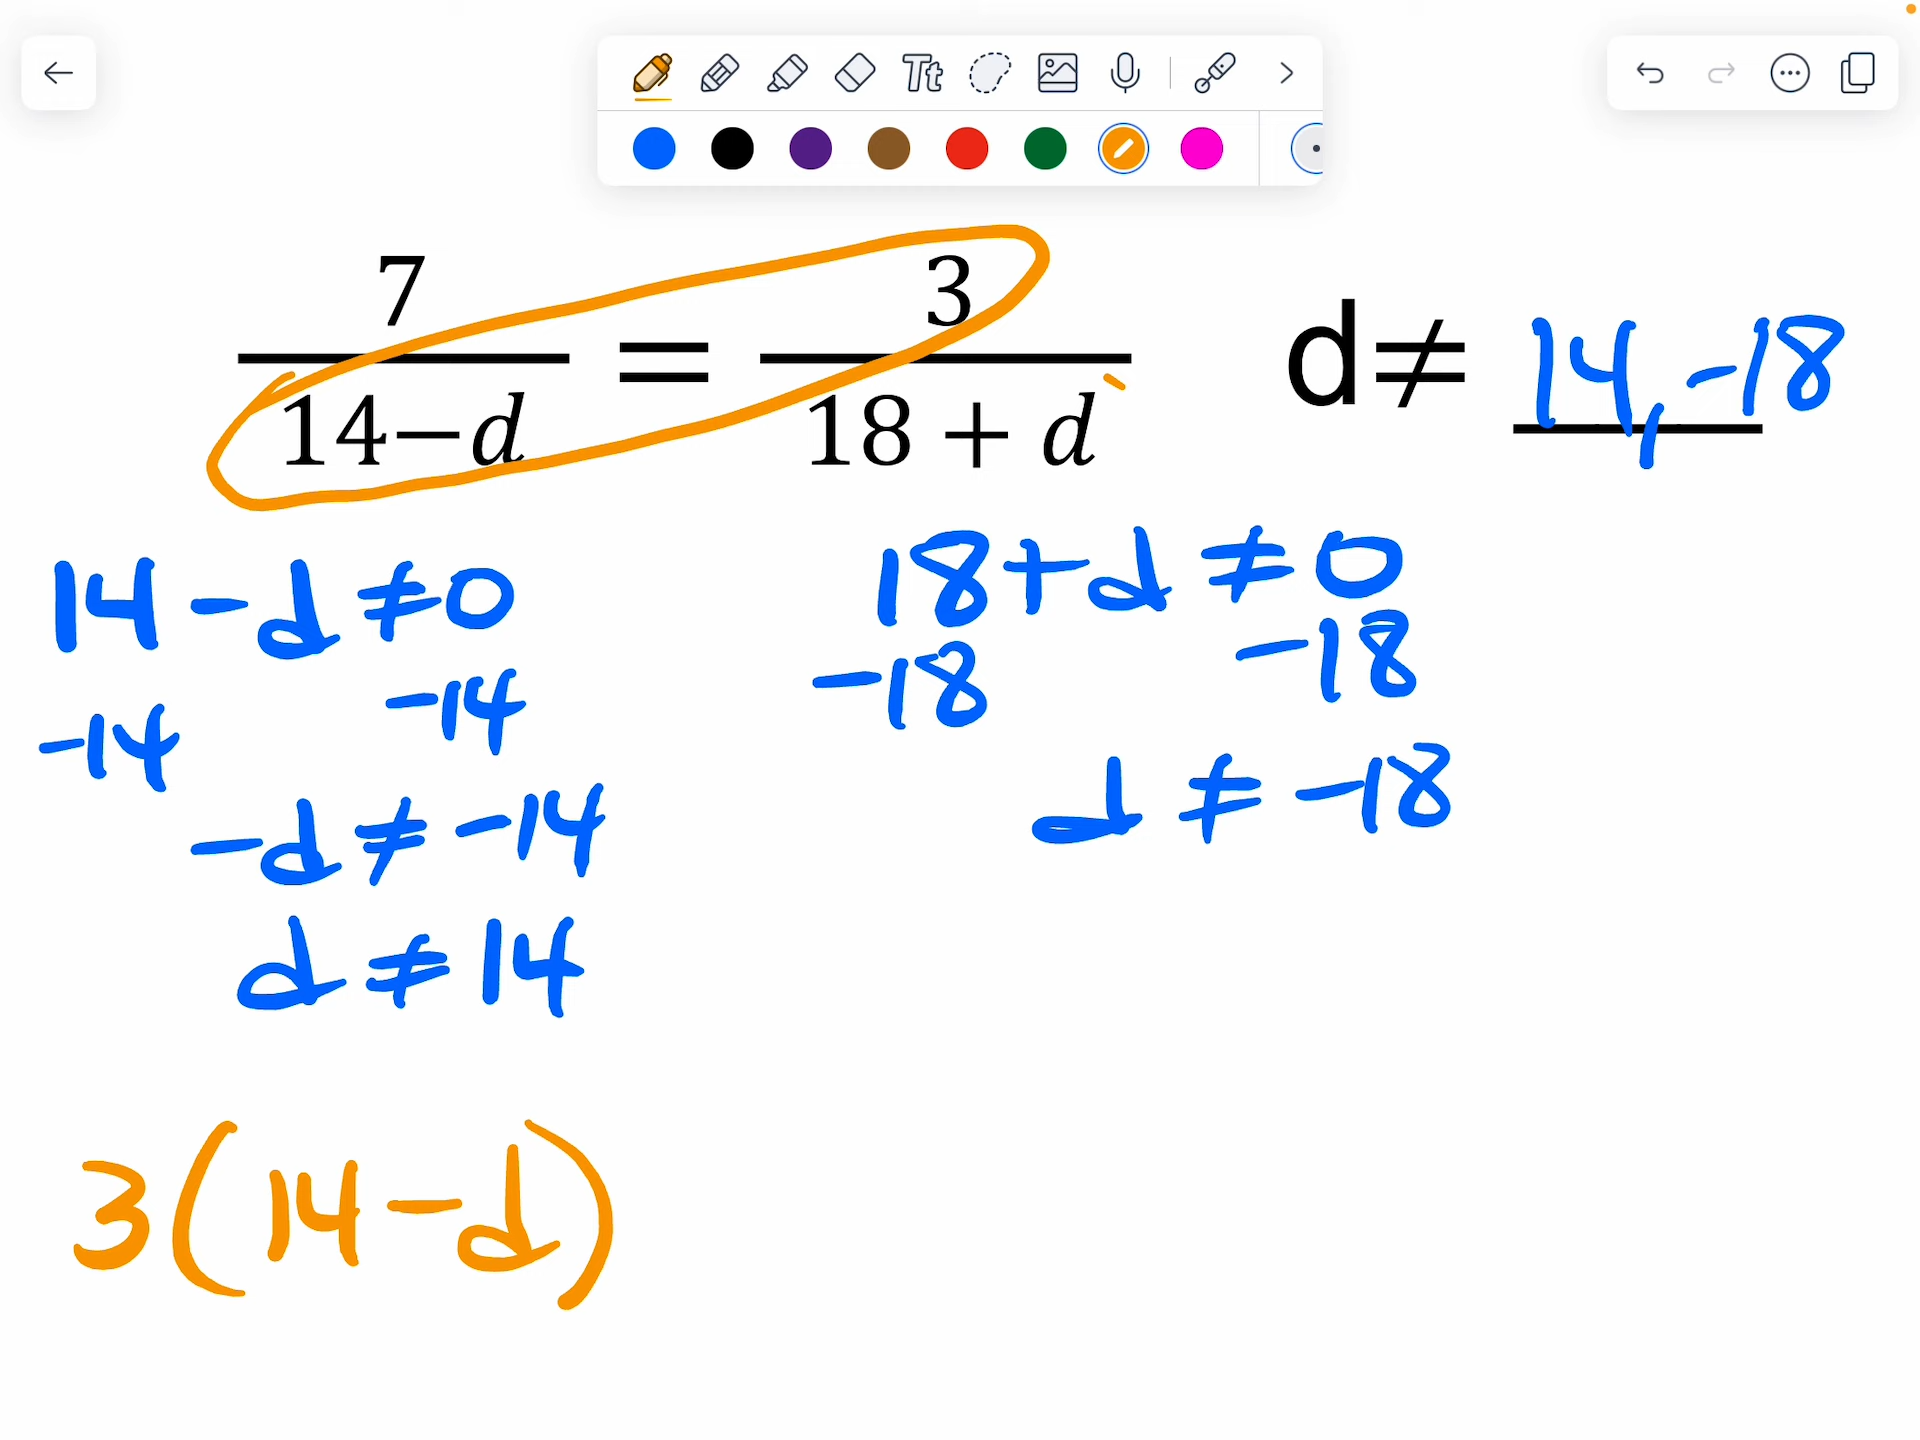 Tt
7/14−d = 3/18 + d
d≠ 14, -18
14 - d ≠ 0
-14 -14
-d ≠ -14
d ≠ 14
18 + d ≠ 0
-18 -18
d ≠ -18
3(14 - d)